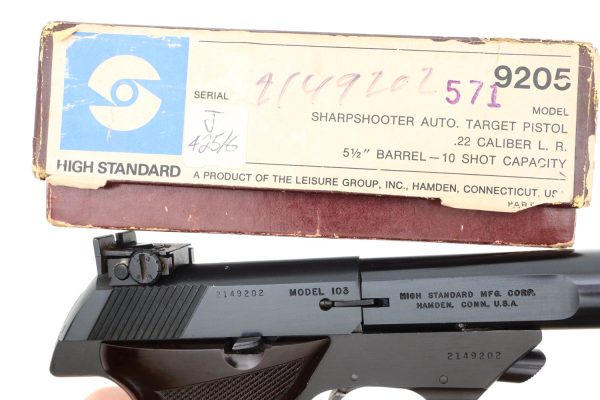 9205
SERIAL 2149202 571
MODEL
SHARPSHOOTER AUTO. TARGET PISTOL
.22 CALIBER L. R.
5½" BARREL — 10 SHOT CAPACITY
J
425/6
HIGH STANDARD
A PRODUCT OF THE LEISURE GROUP, INC., HAMDEN, CONNECTICUT,
2149202 MODEL 103
HIGH STANDARD MFG. CORP.
HAMDEN, CONN., U.S.A.
2149202